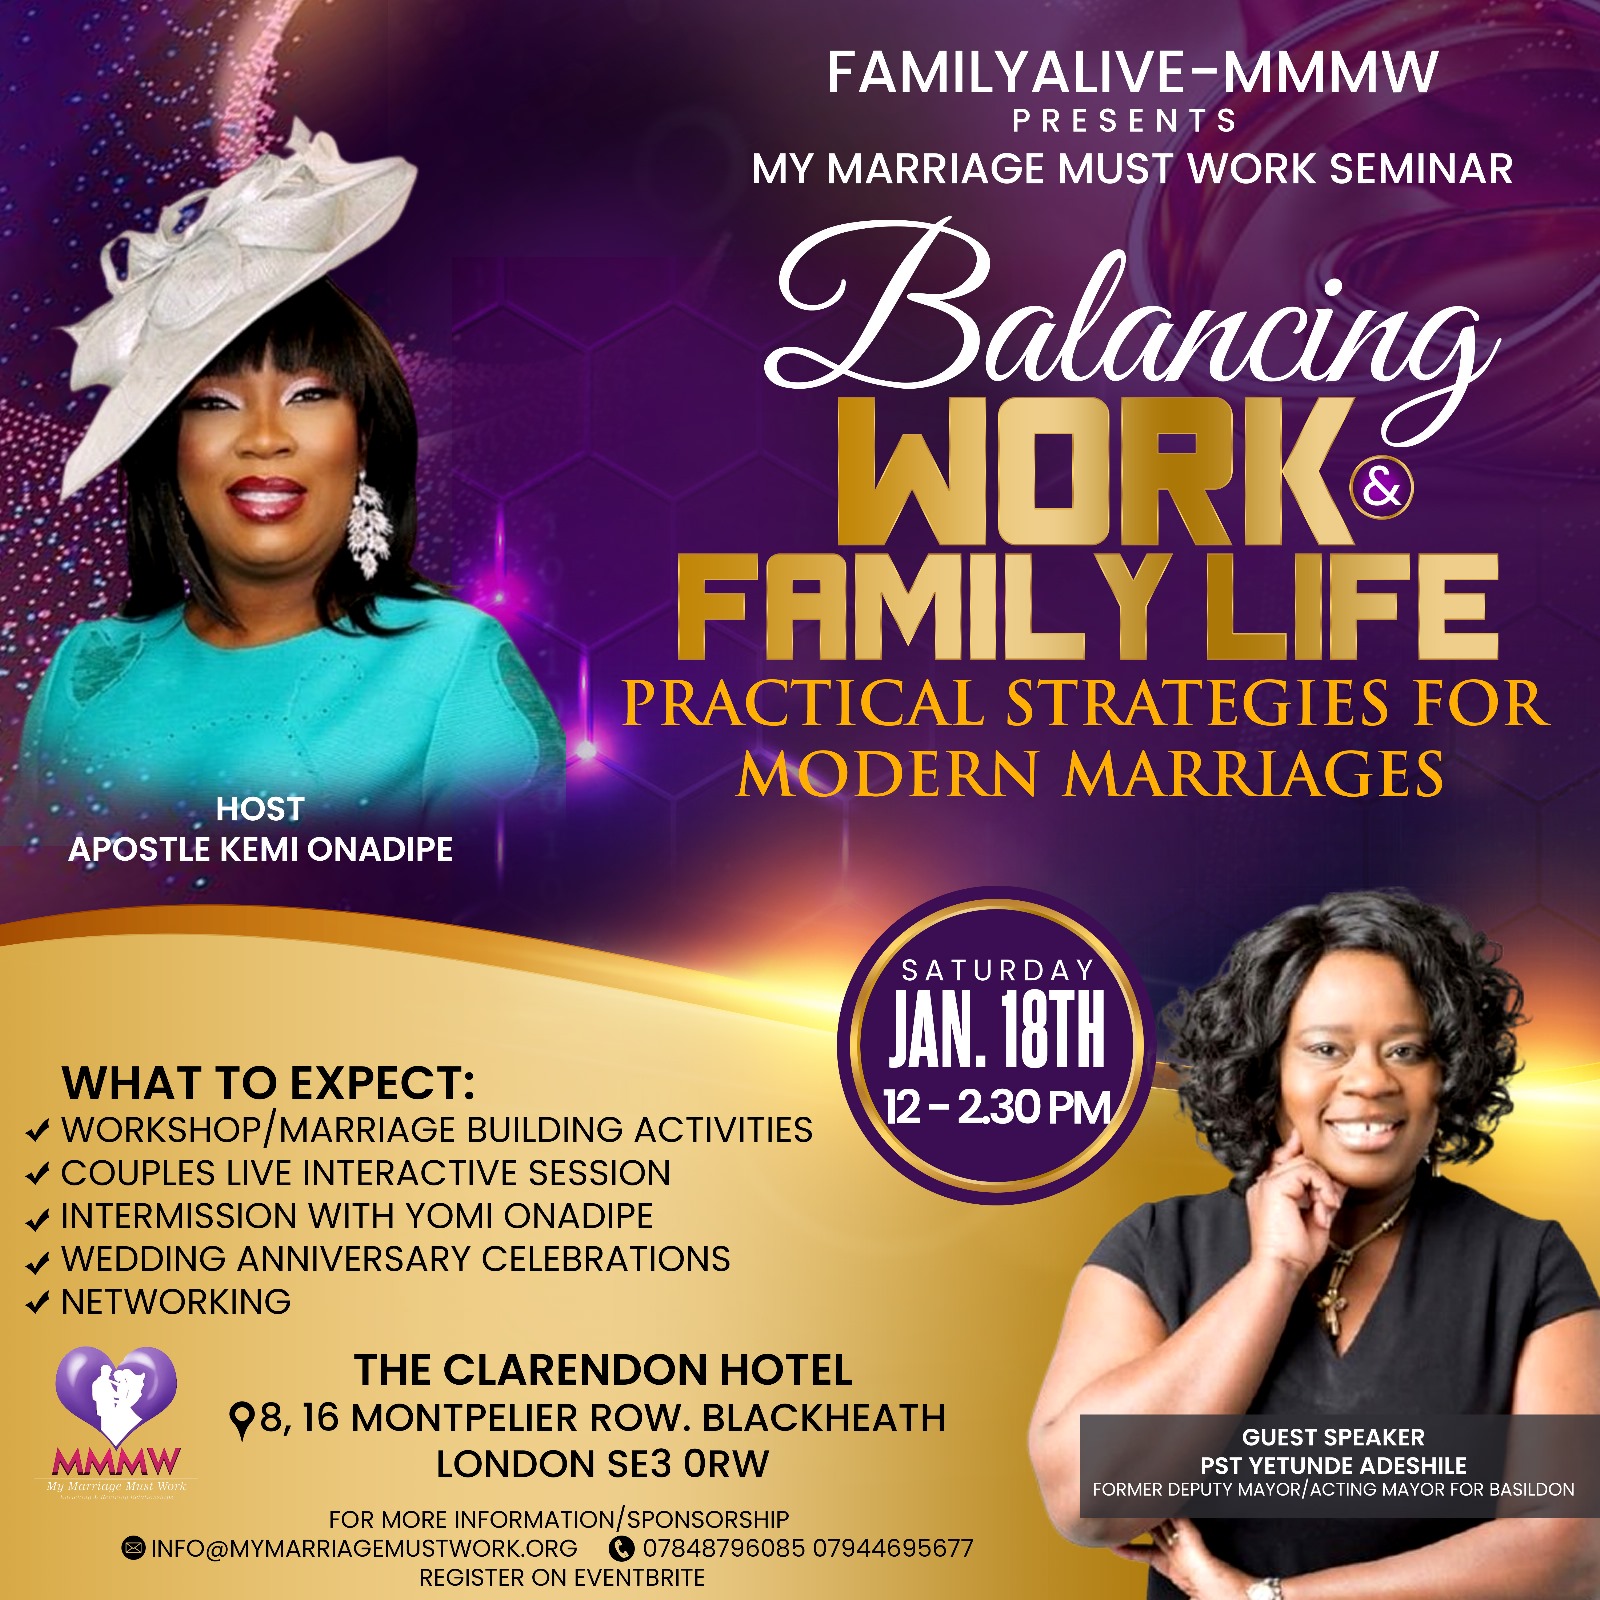 FAMILYALIVE-MMMW
PRESENTS
MY MARRIAGE MUST WORK SEMINAR
Balancing
WORK &
FAMILY LIFE
PRACTICAL STRATEGIES FOR
MODERN MARRIAGES
HOST
APOSTLE KEMI ONADIPE
SATURDAY
JAN. 18TH
12 – 2.30 PM
WHAT TO EXPECT:
WORKSHOP/MARRIAGE BUILDING ACTIVITIES
COUPLES LIVE INTERACTIVE SESSION
INTERMISSION WITH YOMI ONADIPE
WEDDING ANNIVERSARY CELEBRATIONS
NETWORKING
MMMW
My Marriage Must Work
THE CLARENDON HOTEL
8, 16 MONTPELIER ROW. BLACKHEATH
LONDON SE3 0RW
GUEST SPEAKER
PST YETUNDE ADESHILE
FORMER DEPUTY MAYOR/ACTING MAYOR FOR BASILDON
FOR MORE INFORMATION/SPONSORSHIP
INFO@MYMARRIAGEMUSTWORK.ORG 07848796085 07944695677
REGISTER ON EVENTBRITE